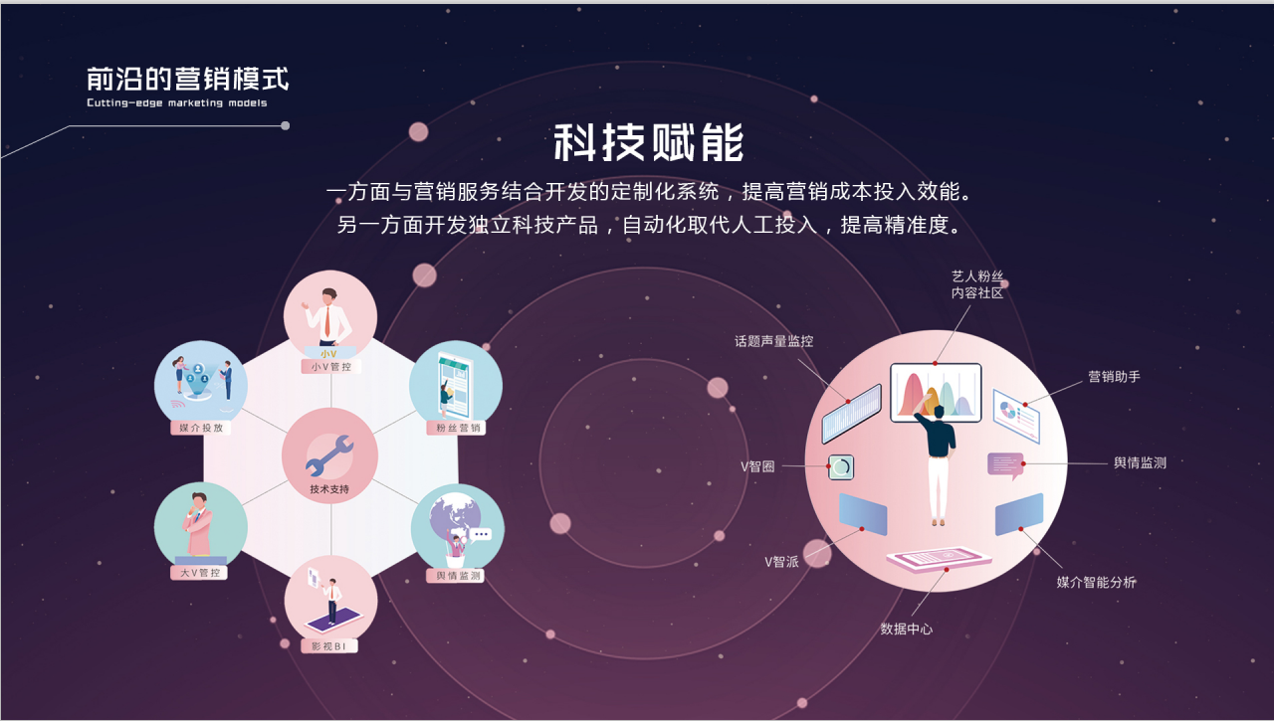 前沿的营销模式
Cutting-edge marketing models
科技赋能
一方面与营销服务结合开发的定制化系统，提高营销成本投入效能。
另一方面开发独立科技产品，自动化取代人工投入，提高精准度。
小V
小V管控
媒介投放
粉丝营销
技术支持
大V管控
舆情监测
影视BI
艺人粉丝
内容社区
话题声量监控
营销助手
V智圈
舆情监测
V智派
媒介智能分析
数据中心